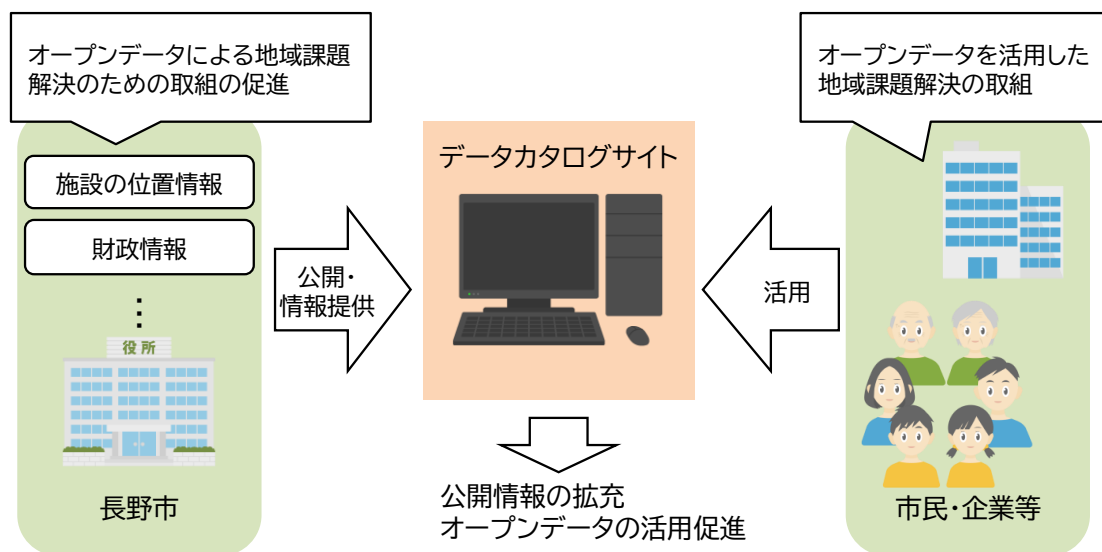 オープンデータによる地域課題
解決のための取組の促進
施設の位置情報
財政情報
⋮
役所
長野市
公開・
情報提供
データカタログサイト
公開情報の拡充
オープンデータの活用促進
オープンデータを活用した
地域課題解決の取組
活用
市民・企業等